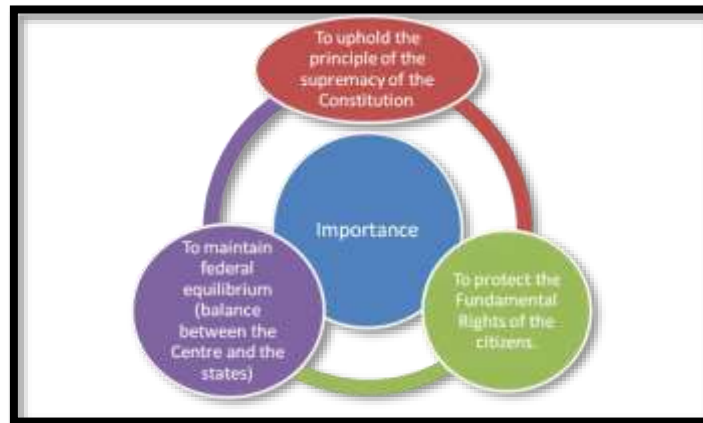 To uphold the
principle of the
supremacy of the
Constitution
Importance
To maintain
federal
equilibrium
(balance
between the
Centre and the
states)
To protect the
Fundamental
Rights of the
citizens.